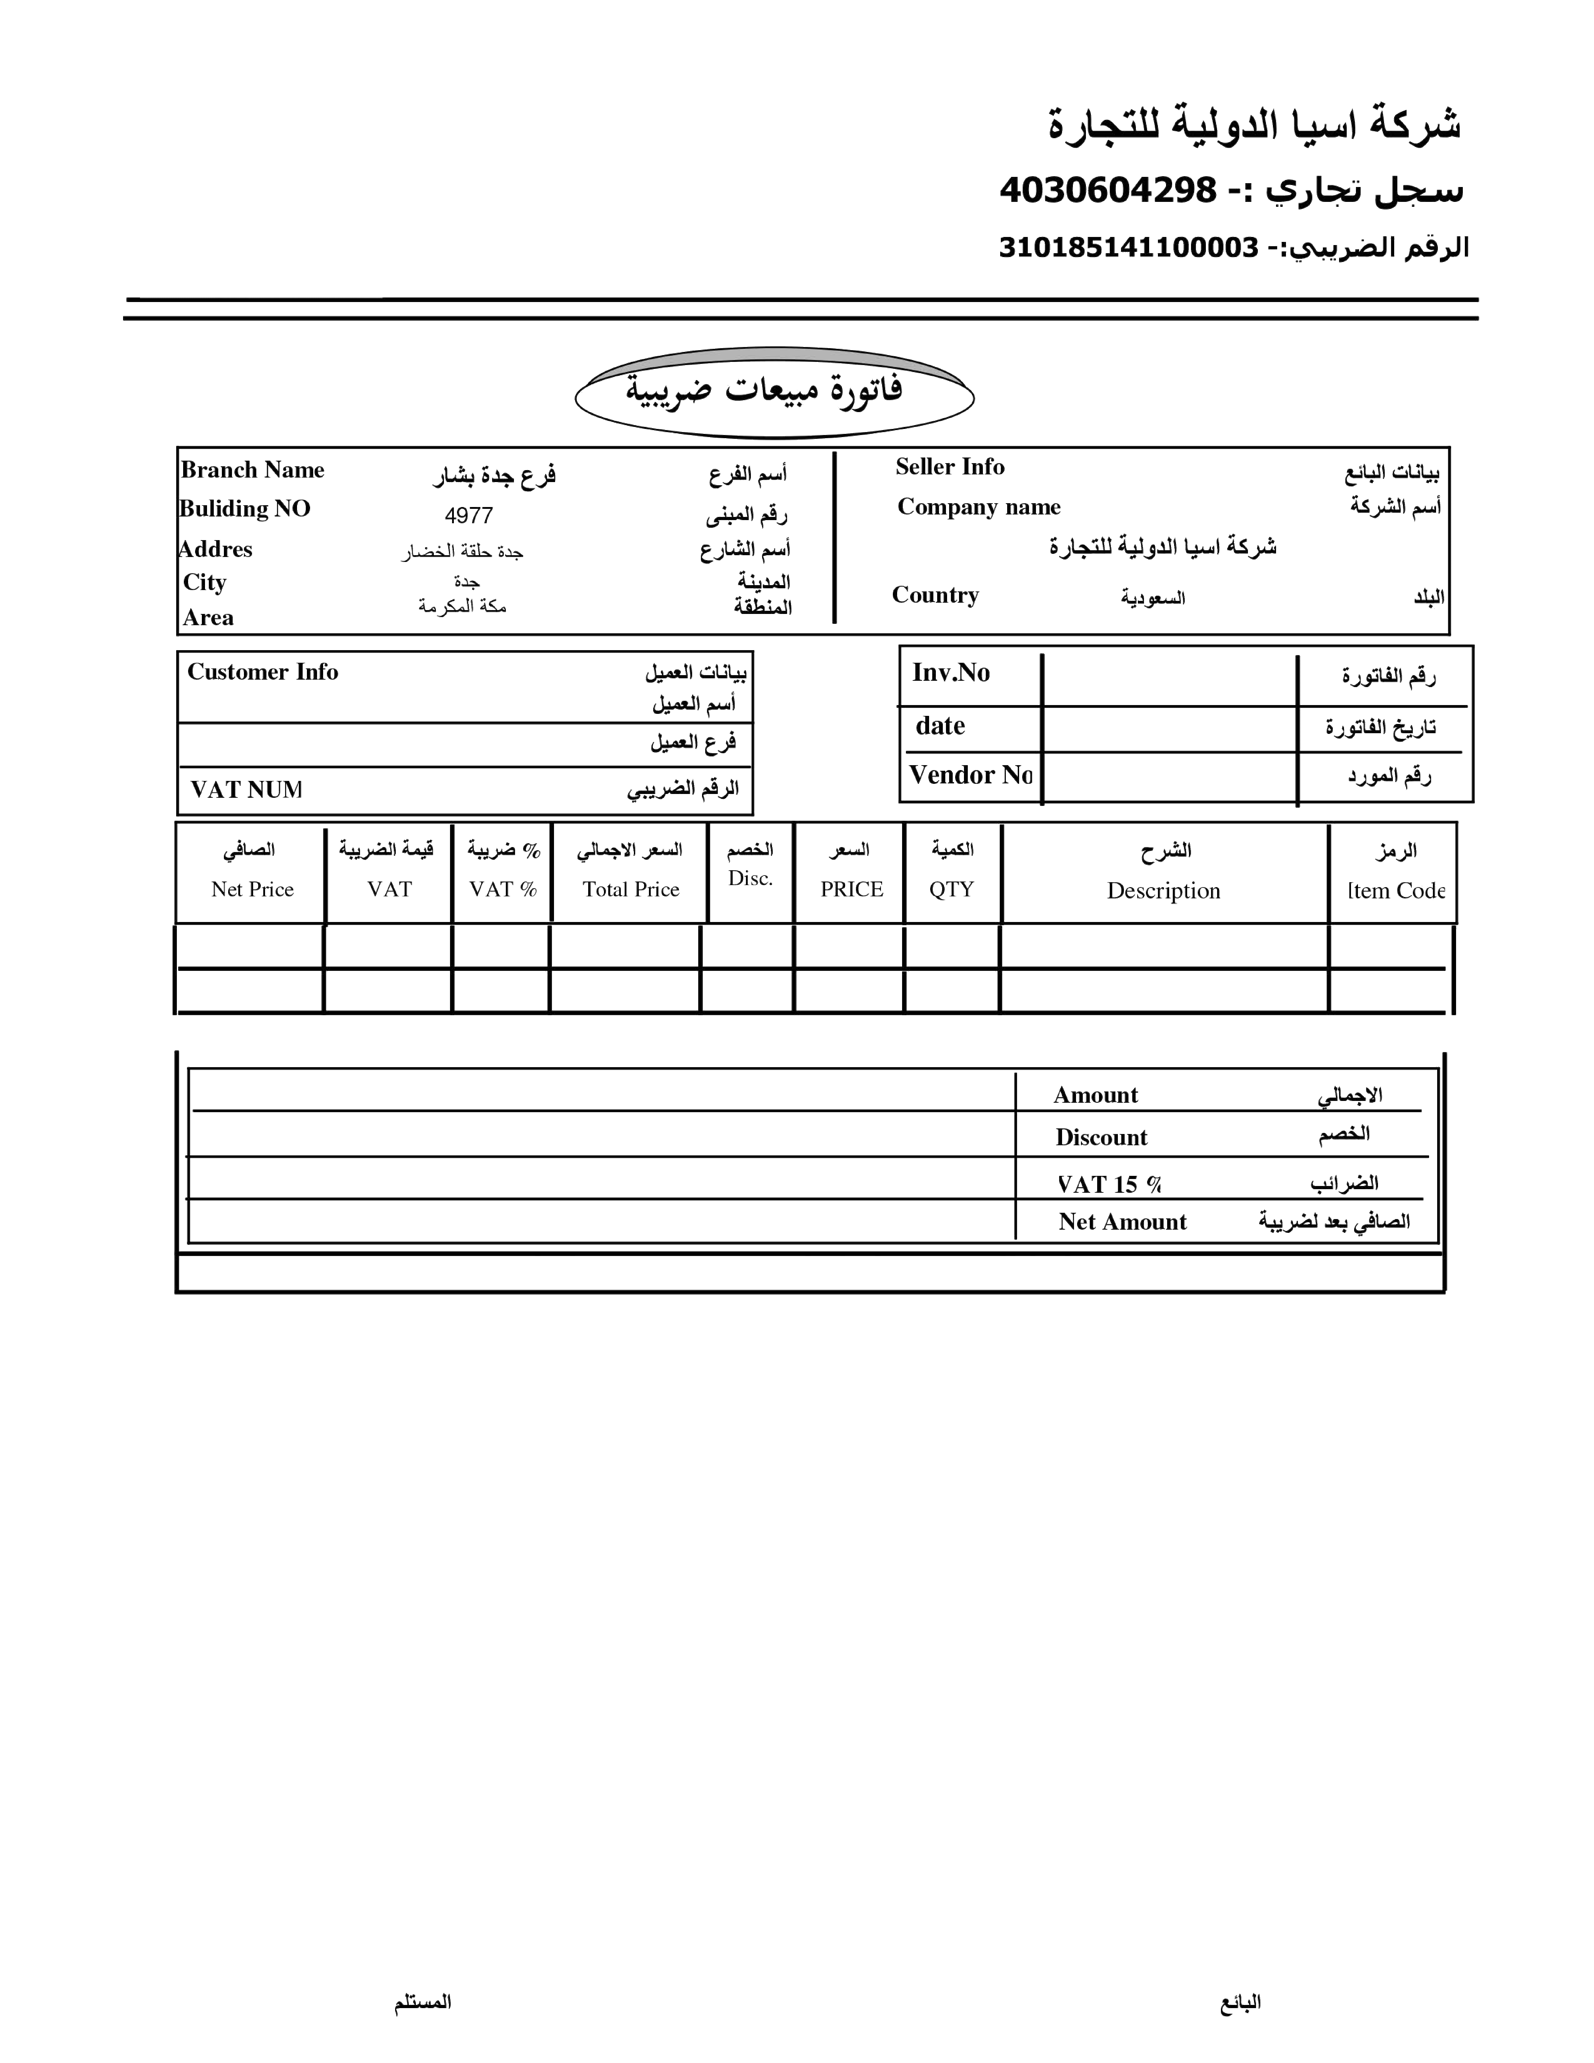 شركة اسيا الدولية للتجارة
سجل تجاري :- 4030604298
الرقم الضريبي:- 310185141100003
فاتورة مبيعات ضريبية
Seller Info بيانات البائع
Company name أسم الشركة
شركة اسيا الدولية للتجارة
Country السعودية البلد
Branch Name فرع جدة بشار أسم الفرع
Buliding NO 4977 رقم المبنى
Addres جدة حلقة الخضار أسم الشارع
City جدة المدينة
Area مكة المكرمة المنطقة
Inv.No رقم الفاتورة
date تاريخ الفاتورة
Vendor No رقم المورد
Customer Info بيانات العميل
أسم العميل
فرع العميل
VAT NUM الرقم الضريبي
الرمز الشرح الكمية السعر الخصم السعر الاجمالي ضريبة % قيمة الضريبة الصافي
Item Code Description QTY PRICE Disc. Total Price VAT % VAT Net Price
Amount الاجمالي
Discount الخصم
VAT 15 % الضرائب
Net Amount الصافي بعد لضريبة
البائع المستلم